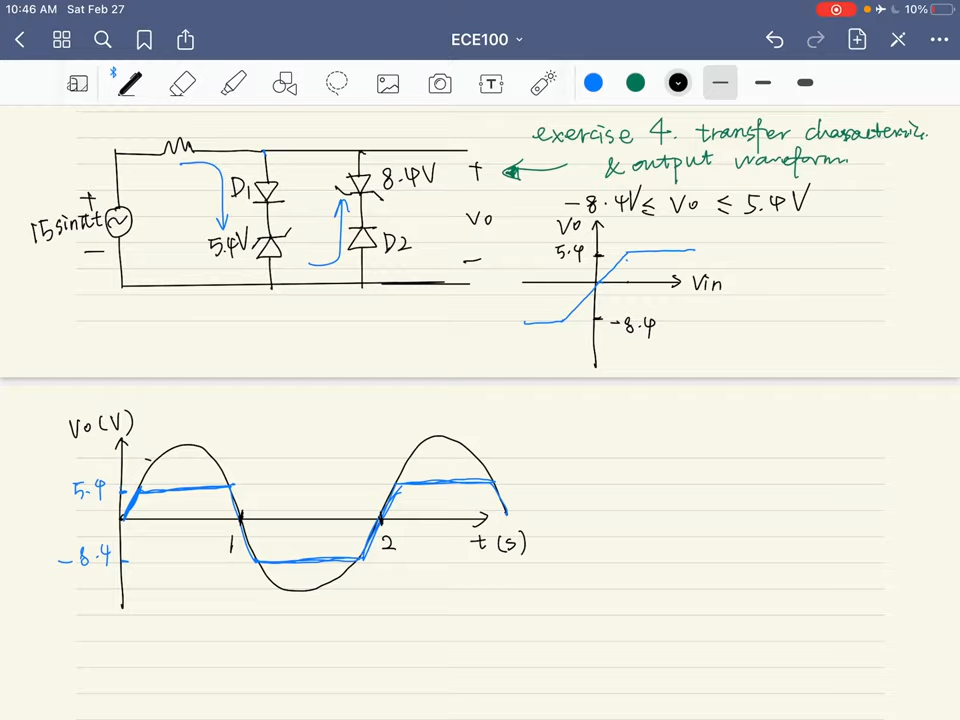 10:46 AM Sat Feb 27
10%
ECE100
T
exercise 4. transfer characteristic
& output waveform
D1
8.4V
+
+
15sinπt
-
5.4V
D2
Vo
-
-8.4V ≤ Vo ≤ 5.4V
Vo
5.4
Vin
-8.4
Vo(V)
5.4
-8.4
1
2
t (s)